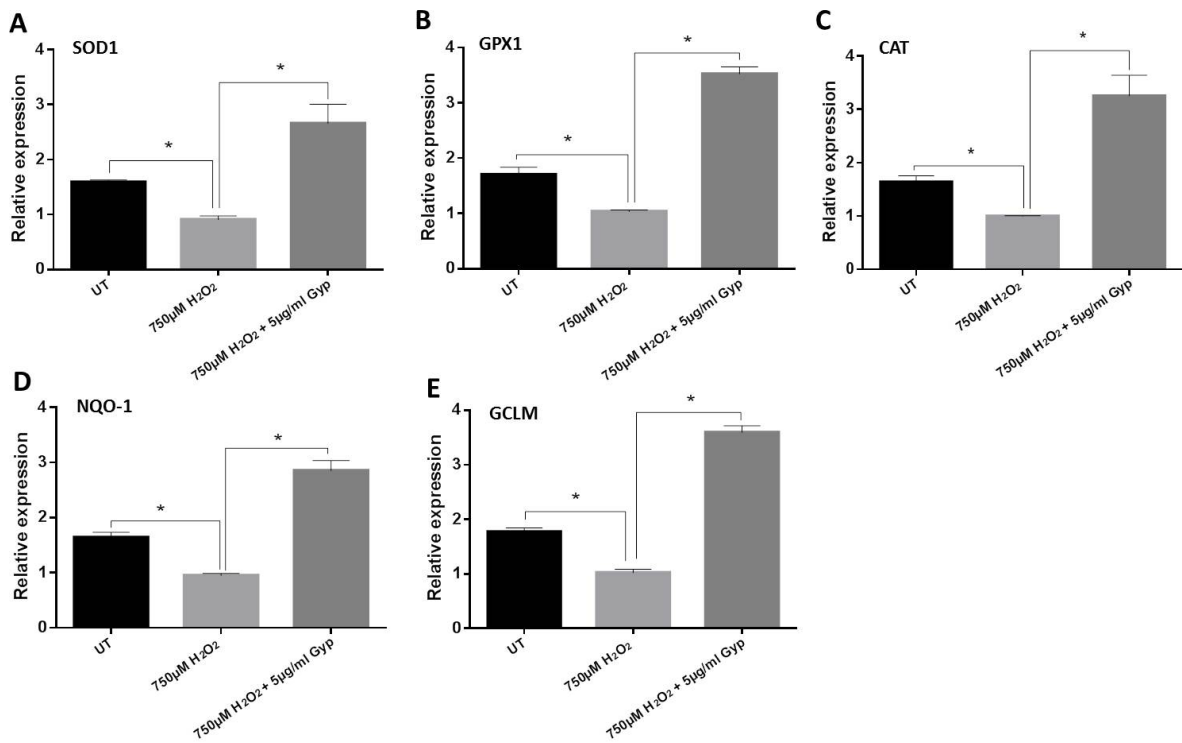 A
SOD1
Relative expression
4
3
2
1
0
*
*
UT
750µM H₂O₂
750µM H₂O₂ + 5µg/ml Gyp
B
GPX1
Relative expression
4
3
2
1
0
*
*
UT
750µM H₂O₂
750µM H₂O₂ + 5µg/ml Gyp
C
CAT
Relative expression
4
3
2
1
0
*
*
UT
750µM H₂O₂
750µM H₂O₂ + 5µg/ml Gyp
D
NQO-1
Relative expression
4
3
2
1
0
*
*
UT
750µM H₂O₂
750µM H₂O₂ + 5µg/ml Gyp
E
GCLM
Relative expression
4
3
2
1
0
*
*
UT
750µM H₂O₂
750µM H₂O₂ + 5µg/ml Gyp